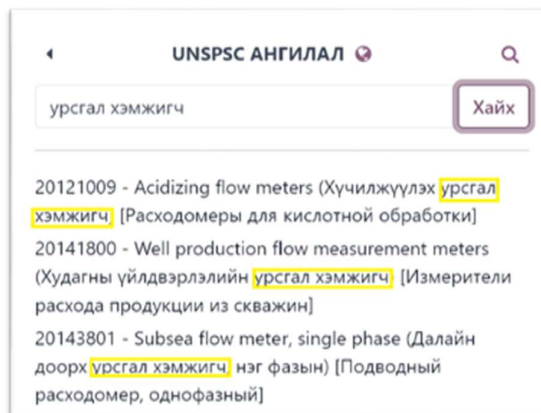 UNSPSC АНГИЛАЛ
урсгал хэмжигч
Хайх
20121009 - Acidizing flow meters (Хүчилжүүлэх урсгал
хэмжигч, [Расходомеры для кислотной обработки]
20141800 - Well production flow measurement meters
(Худагны үйлдвэрлэлийн урсгал хэмжигч, [Измерители
расхода продукции из скважин]
20143801 - Subsea flow meter, single phase (Далайн
доорх урсгал хэмжигч, нэг фазын) [Подводный
расходомер, однофазный]